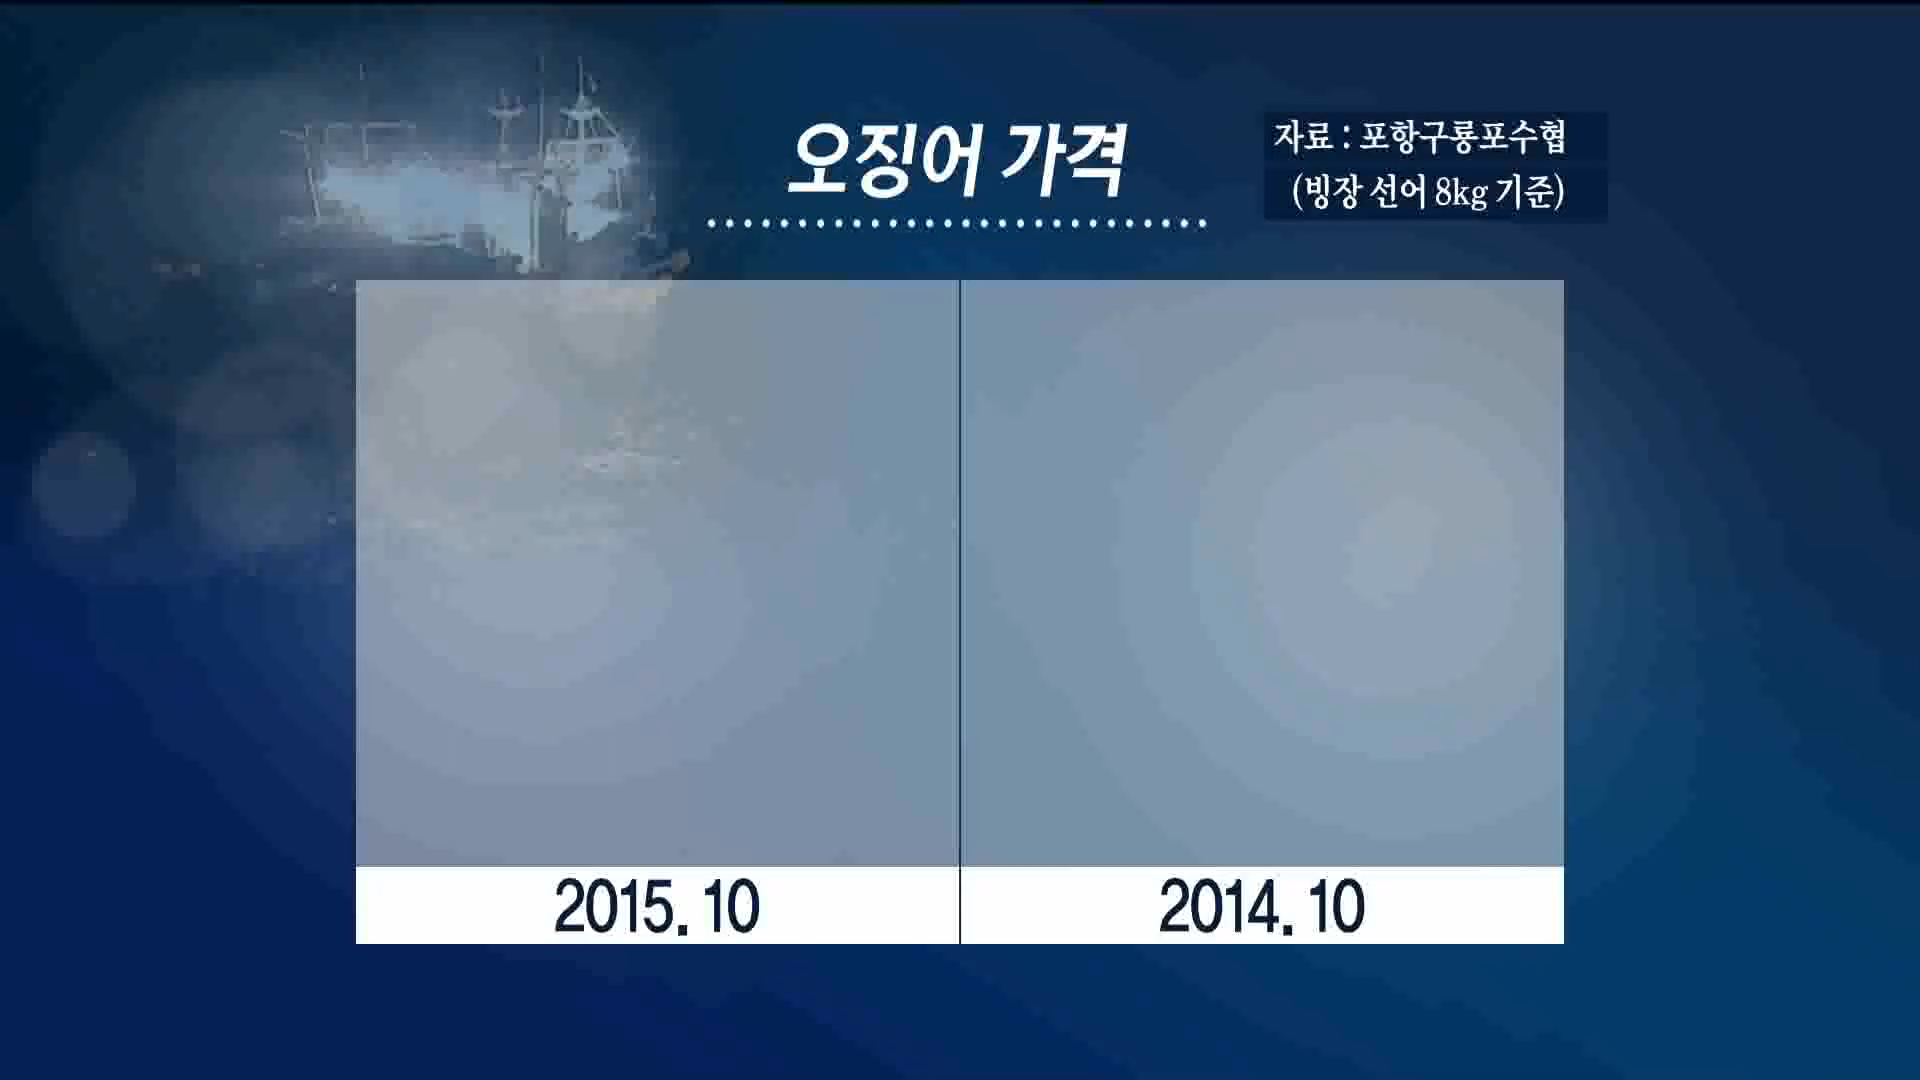 오징어 가격
자료 : 포항구룡포수협
(빙장 선어 8kg 기준)
2015. 10
2014. 10